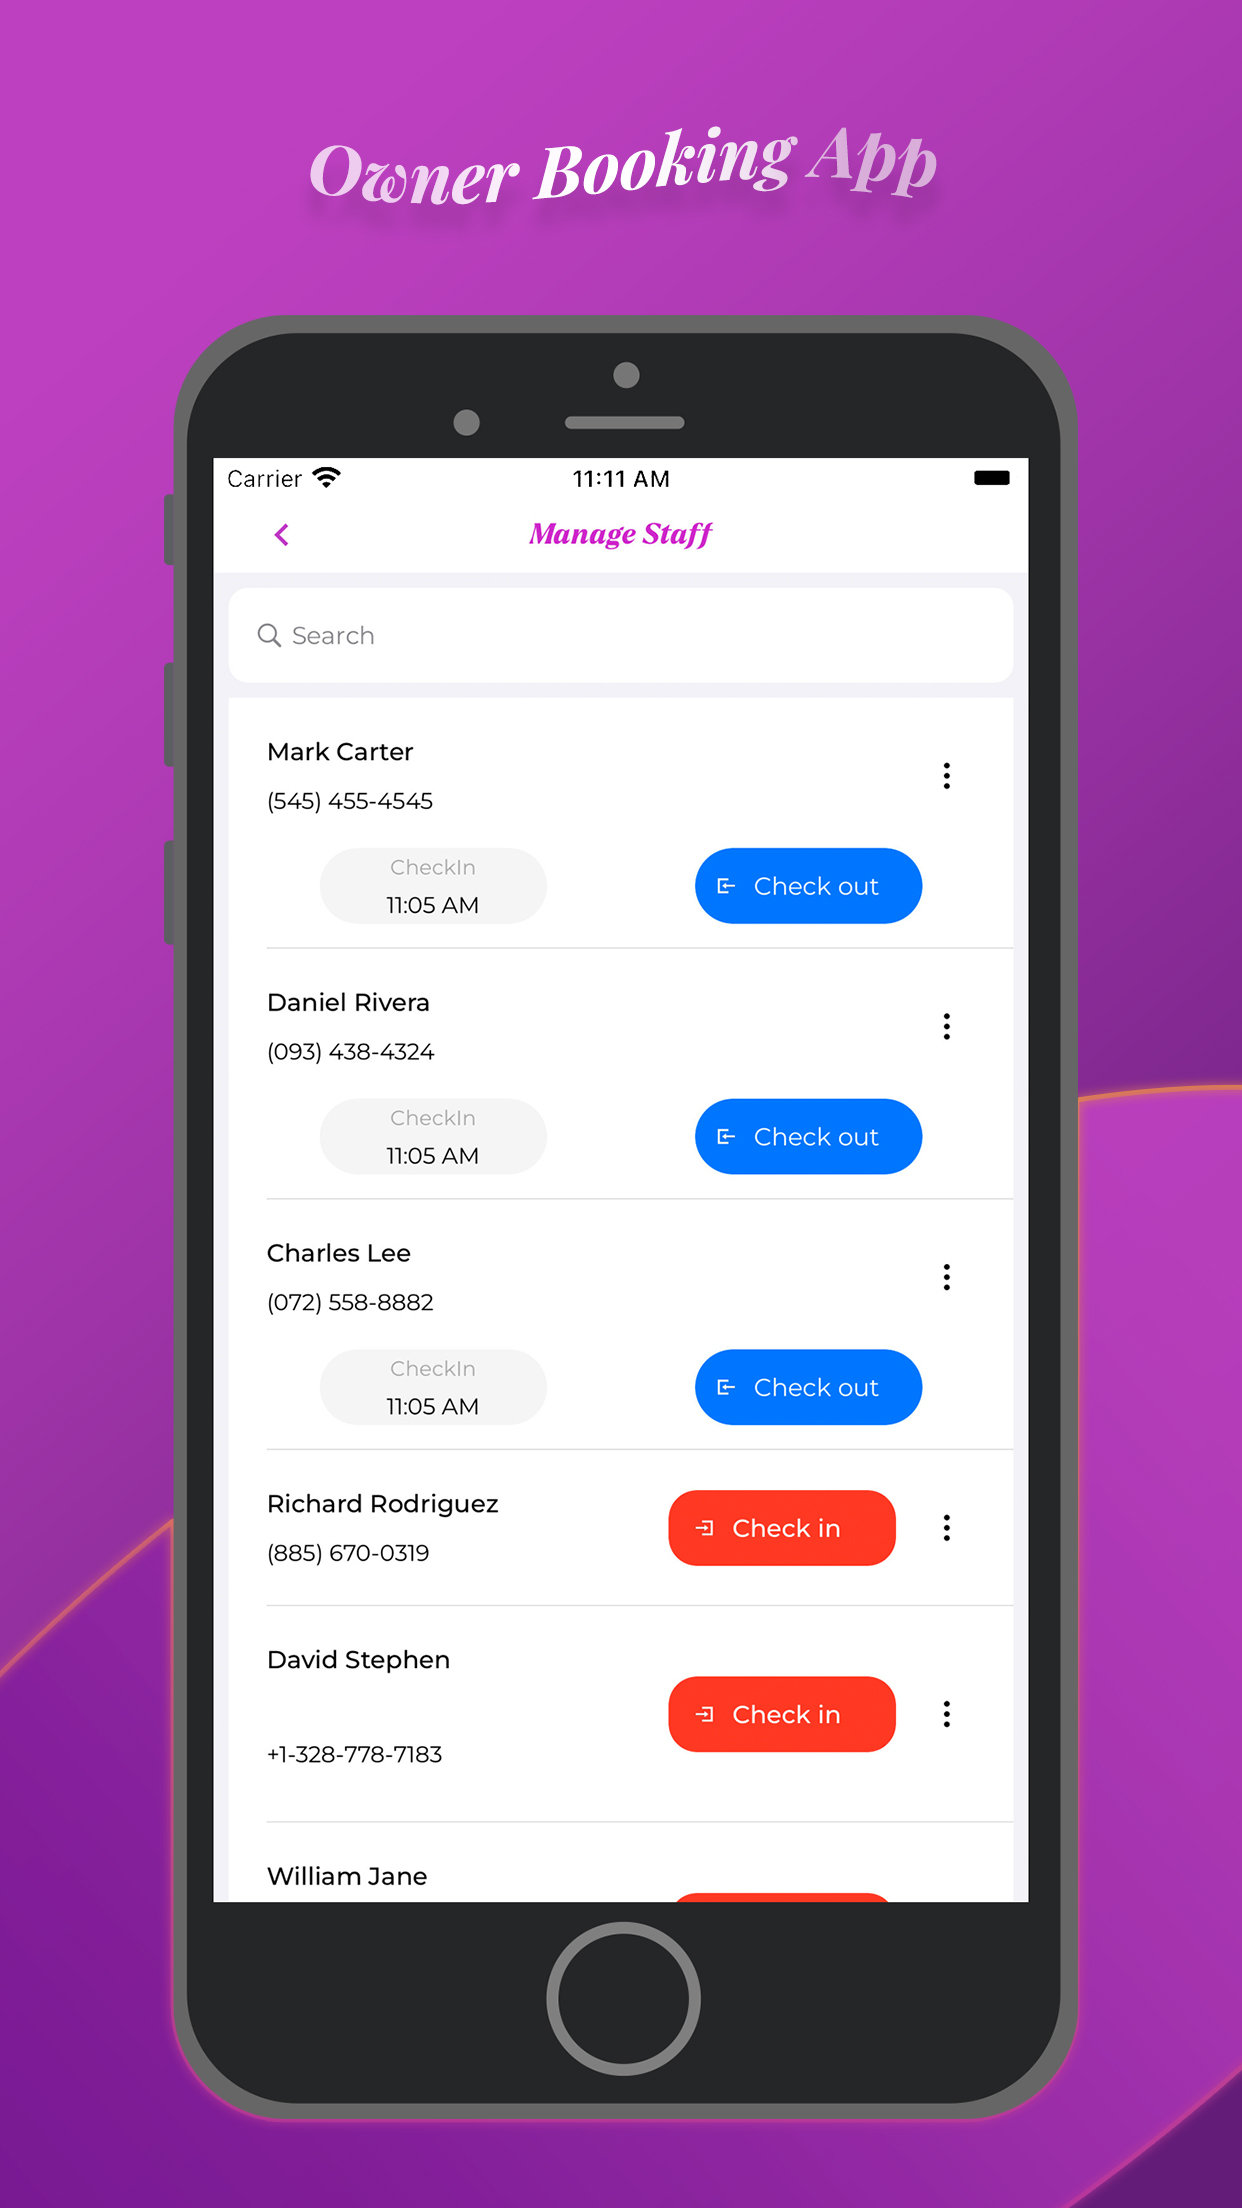 Owner Booking App
Carrier 11:11 AM
Manage Staff
Search
Mark Carter
(545) 455-4545
CheckIn
11:05 AM
Check out
Daniel Rivera
(093) 438-4324
CheckIn
11:05 AM
Check out
Charles Lee
(072) 558-8882
CheckIn
11:05 AM
Check out
Richard Rodriguez
(885) 670-0319
Check in
David Stephen
+1-328-778-7183
Check in
William Jane